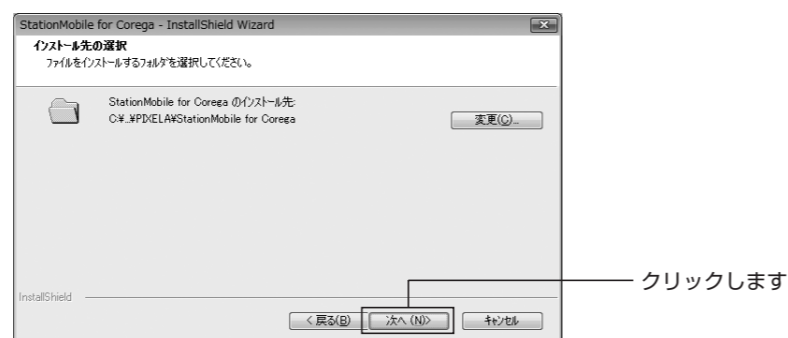 StationMobile for Corega - InstallShield Wizard
インストール先の選択
ファイルをインストールするフォルダを選択してください。
StationMobile for Corega のインストール先:
C:¥...¥PIXELA¥StationMobile for Corega
変更(C)...
クリックします
InstallShield
< 戻る(B)
次へ (N)>
キャンセル